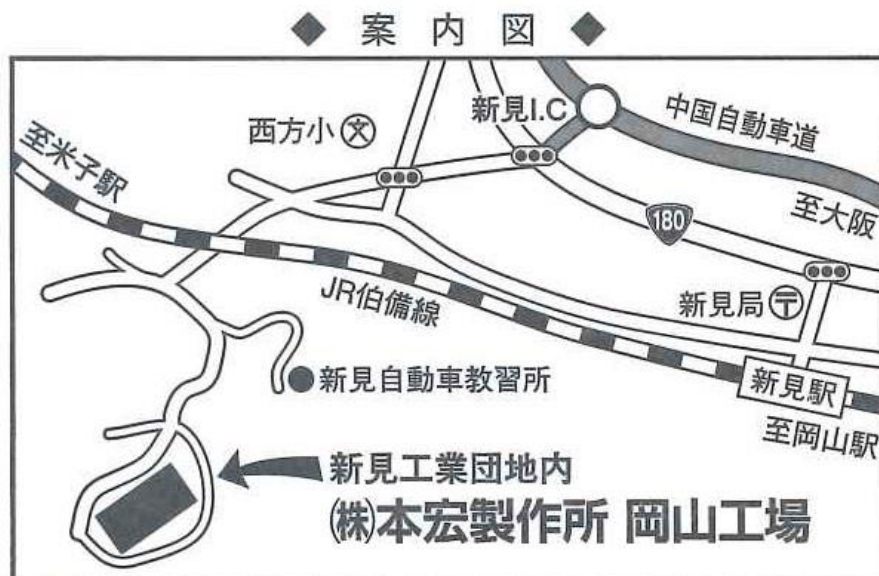 ◆ 案内図 ◆
新見I.C
中国自動車道
西方小 文
至米子駅
180
至大阪
JR伯備線
新見局 〒
新見自動車教習所
新見駅
至岡山駅
新見工業団地内
㈱本宏製作所 岡山工場